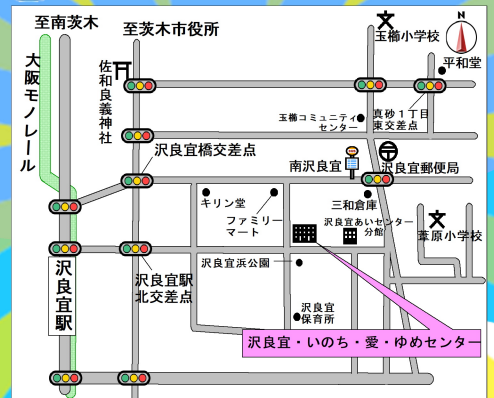 至南茨木
至茨木市役所
玉櫛小学校
N
平和堂
大阪モノレール
佐和良義神社
玉櫛コミュニティ
センター
真砂1丁目
東交差点
沢良宜橋交差点
南沢良宜
沢良宜郵便局
キリン堂
ファミリー
マート
三和倉庫
沢良宜あいセンター
分館
葦原小学校
沢良宜駅
沢良宜駅
北交差点
沢良宜浜公園
沢良宜
保育所
沢良宜・いのち・愛・ゆめセンター